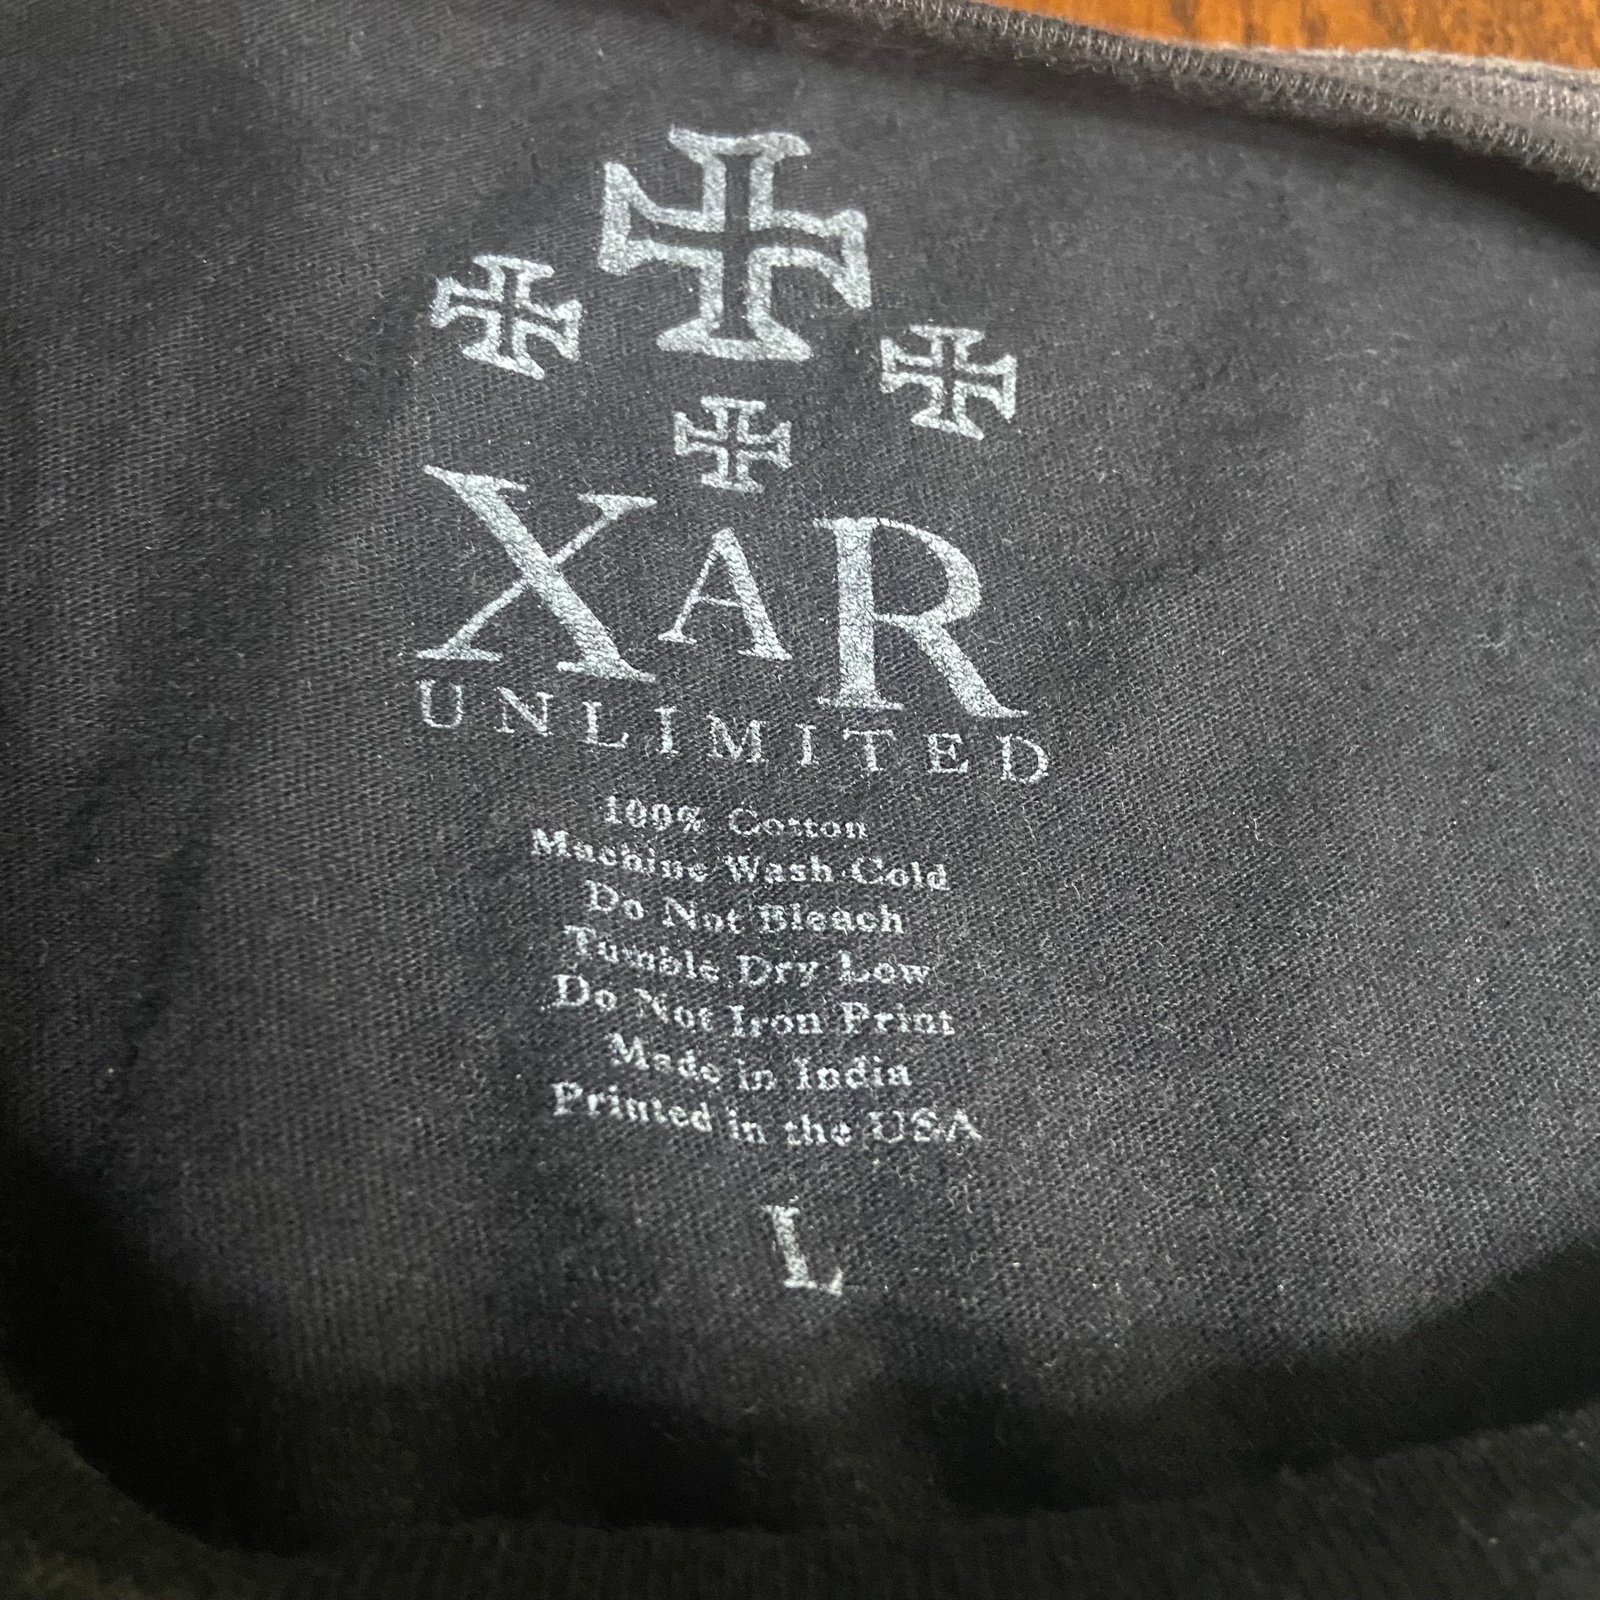 XAR
UNLIMITED
100% Cotton
Machine Wash Cold
Do Not Bleach
Tumble Dry Low
Do Not Iron Print
Made in India
Printed in the USA
L